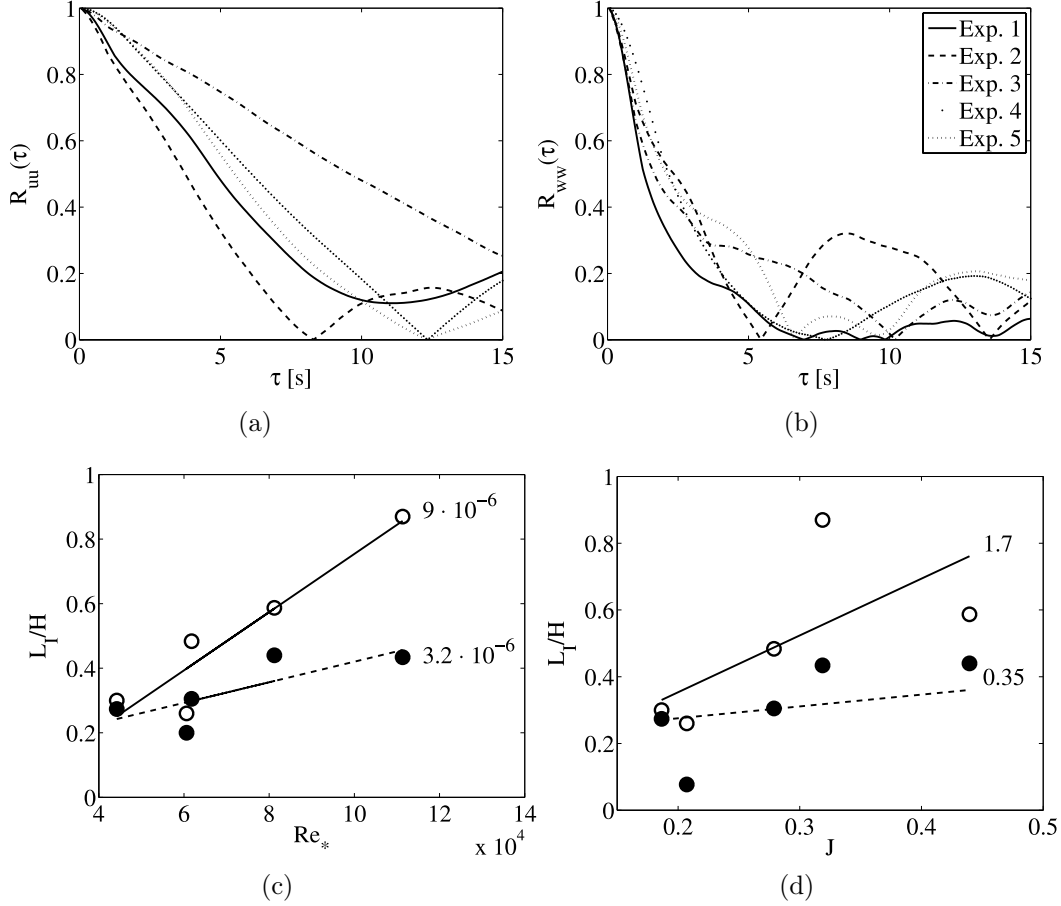 1
0.8
0.6
0.4
0.2
0
R_uu(τ)
0
5
10
15
τ [s]
(a)
1
0.8
0.6
0.4
0.2
0
R_ww(τ)
0
5
10
15
τ [s]
Exp. 1
Exp. 2
Exp. 3
Exp. 4
Exp. 5
(b)
1
0.8
0.6
0.4
0.2
0
L_I/H
9 · 10^−6
3.2 · 10^−6
4
6
8
10
12
14
Re_*
x 10^4
(c)
1
0.8
0.6
0.4
0.2
0
L_I/H
1.7
0.35
0.2
0.3
0.4
0.5
J
(d)